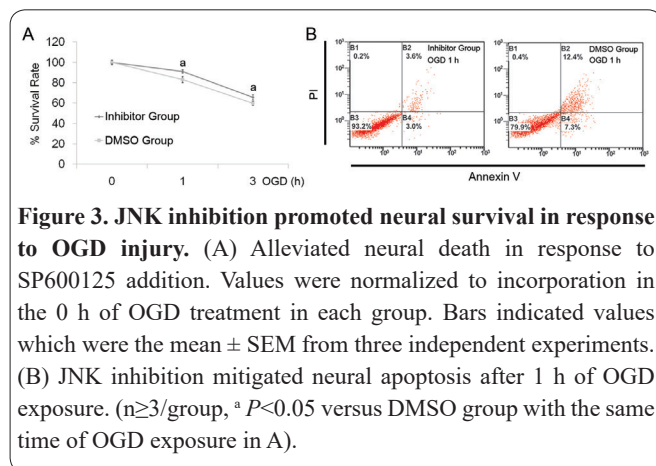 A
B
% Survival Rate
120
100
80
60
40
20
0
a
a
Inhibitor Group
DMSO Group
0 1 3 OGD (h)
PI
B1
0.2%
B2
3.6%
Inhibitor Group
OGD 1 h
B3
93.2%
B4
3.0%
B1
0.4%
B2
12.4%
DMSO Group
OGD 1 h
B3
79.9%
B4
7.3%
Annexin V
Figure 3. JNK inhibition promoted neural survival in response
to OGD injury. (A) Alleviated neural death in response to
SP600125 addition. Values were normalized to incorporation in
the 0 h of OGD treatment in each group. Bars indicated values
which were the mean ± SEM from three independent experiments.
(B) JNK inhibition mitigated neural apoptosis after 1 h of OGD
exposure. (n≥3/group, ª P<0.05 versus DMSO group with the same
time of OGD exposure in A).